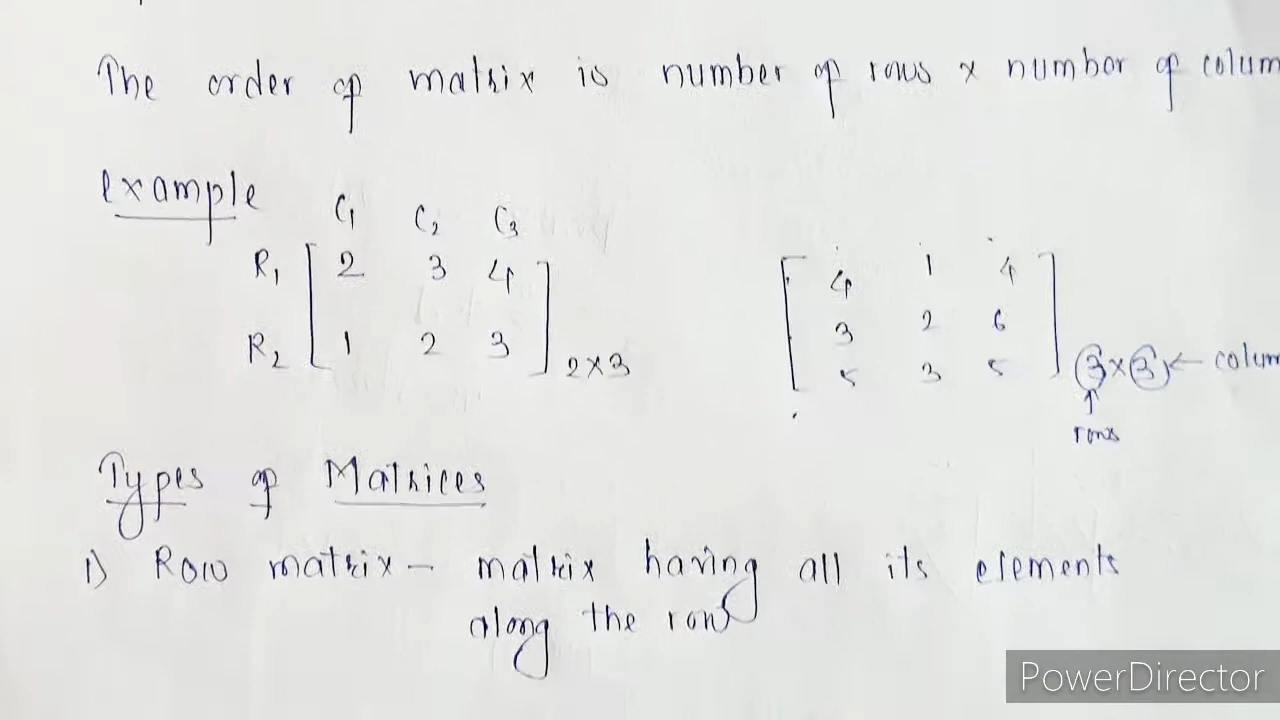 The order of matrix is number of rows x number of colum
example
C1 C2 C3
R1 [ 2 3 4
R2 1 2 3 ] 2x3
[ 4 1 4
3 2 6
5 3 5 ] 3x3 ← colum
↑
rows
Types of Matrices
1) Row matrix - matrix having all its elements
along the row
PowerDirector